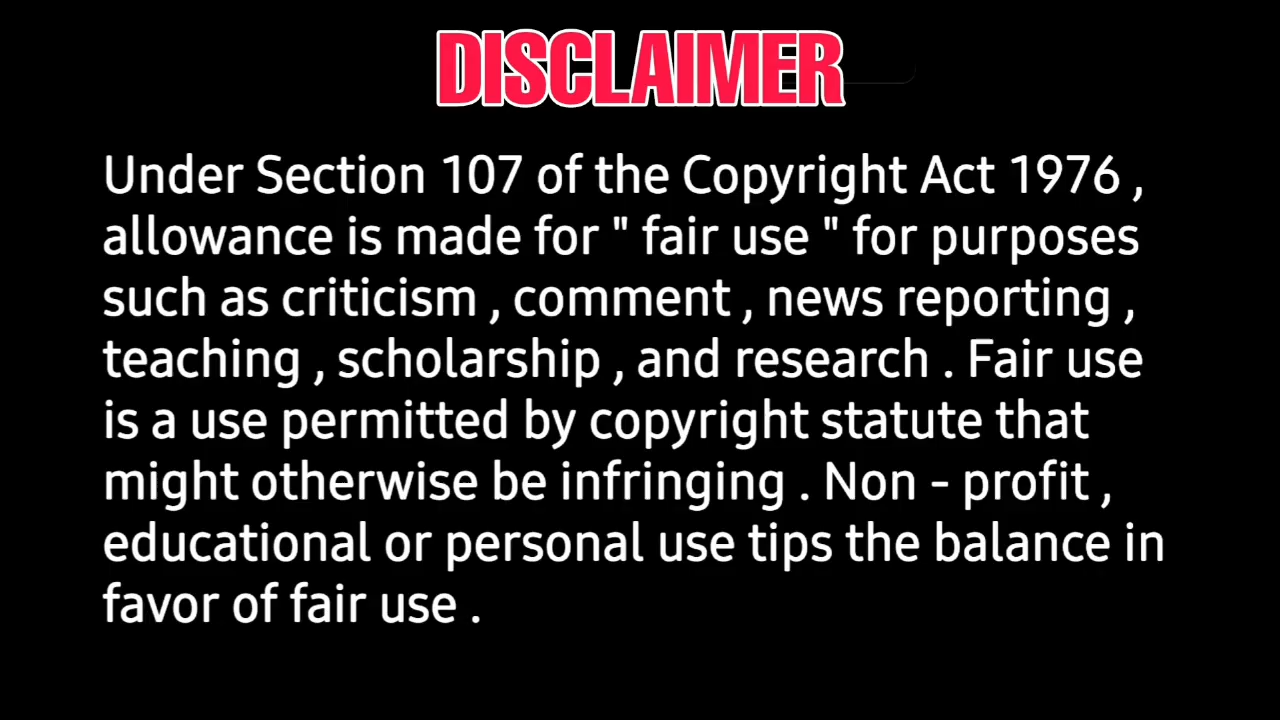 DISCLAIMER
Under Section 107 of the Copyright Act 1976 ,
allowance is made for " fair use " for purposes
such as criticism , comment , news reporting ,
teaching , scholarship , and research . Fair use
is a use permitted by copyright statute that
might otherwise be infringing . Non - profit ,
educational or personal use tips the balance in
favor of fair use .